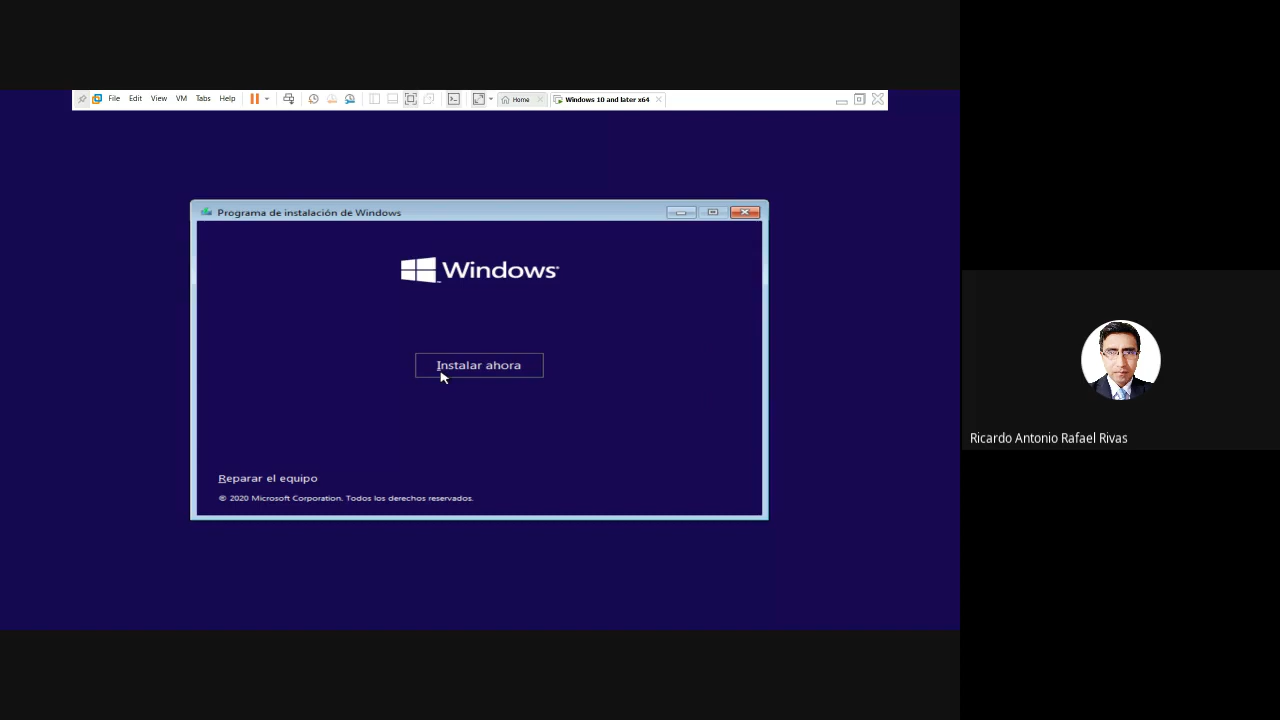 File Edit View VM Tabs Help Home Windows 10 and later x64
Programa de instalación de Windows
Windows
Instalar ahora
Ricardo Antonio Rafael Rivas
Reparar el equipo
© 2020 Microsoft Corporation. Todos los derechos reservados.